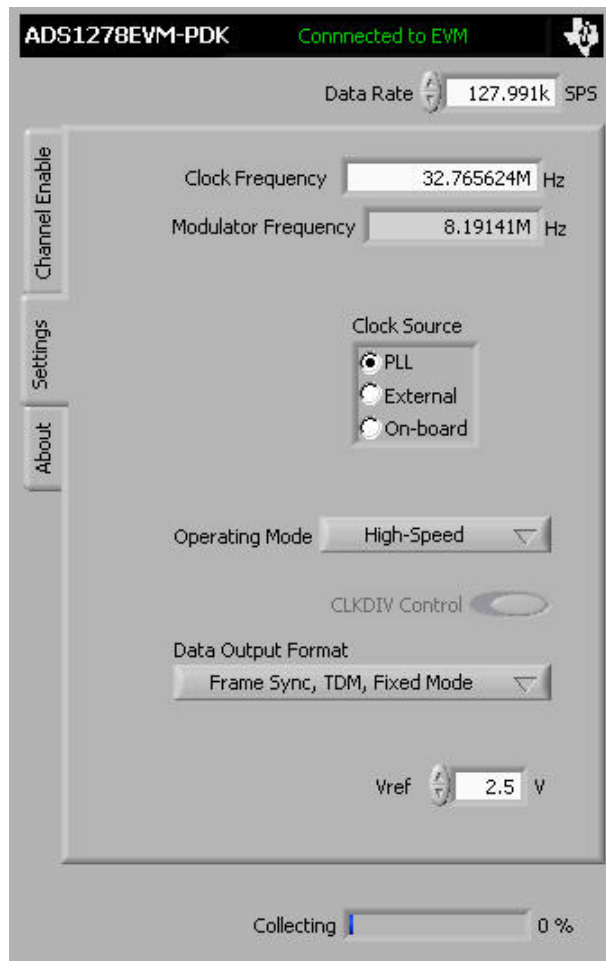 ADS1278EVM-PDK Connnected to EVM
Data Rate 127.991k SPS
Channel Enable
Settings
About
Clock Frequency 32.765624M Hz
Modulator Frequency 8.19141M Hz
Clock Source
PLL
External
On-board
Operating Mode High-Speed
CLKDIV Control
Data Output Format
Frame Sync, TDM, Fixed Mode
Vref 2.5 V
Collecting 0 %